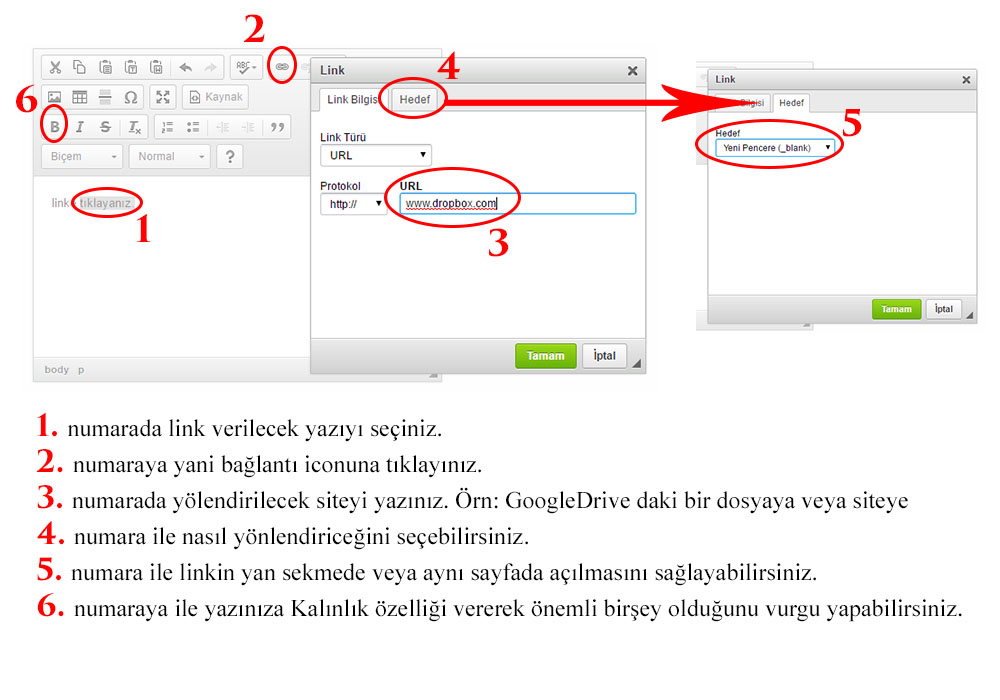 2
Link
4
Link
Link Bilgisi
Hedef
Bilgisi
Hedef
6
Kaynak
5
Hedef
Yeni Pencere (_blank)
B I S Ix
Link Türü
URL
Biçem
Normal
?
Protokol
URL
http://
www.dropbox.com
link tıklayanız
1
3
Tamam
İptal
Tamam
İptal
body p
1. numarada link verilecek yazıyı seçiniz.
2. numaraya yani bağlantı iconuna tıklayınız.
3. numarada yölendirilecek siteyi yazınız. Örn: GoogleDrive daki bir dosyaya veya siteye
4. numara ile nasıl yönlendiriceğini seçebilirsiniz.
5. numara ile linkin yan sekmede veya aynı sayfada açılmasını sağlayabilirsiniz.
6. numaraya ile yazınıza Kalınlık özelliği vererek önemli birşey olduğunu vurgu yapabilirsiniz.